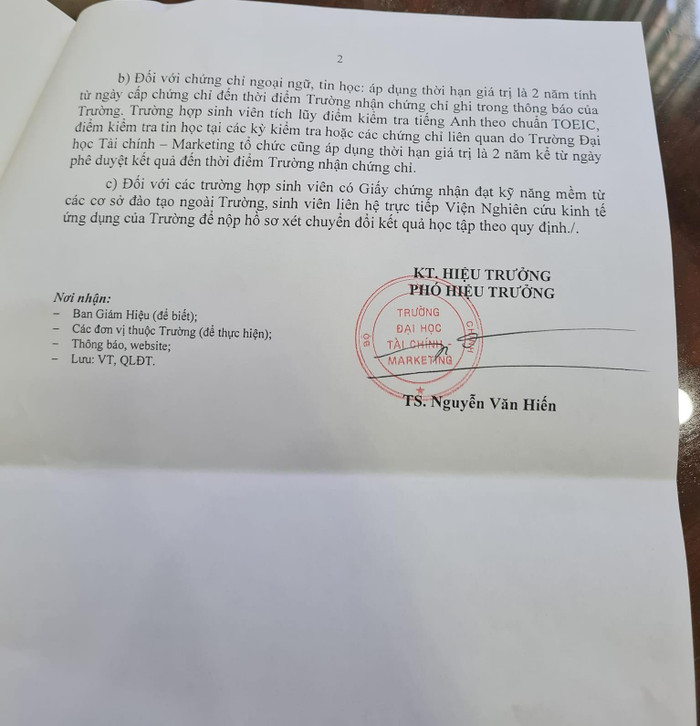 2
b) Đối với chứng chỉ ngoại ngữ, tin học: áp dụng thời hạn giá trị là 2 năm tính
từ ngày cấp chứng chỉ đến thời điểm Trường nhận chứng chỉ ghi trong thông báo của
Trường. Trường hợp sinh viên tích lũy điểm kiểm tra tiếng Anh theo chuẩn TOEIC,
điểm kiểm tra tin học tại các kỳ kiểm tra hoặc các chứng chỉ liên quan do Trường Đại
học Tài chính – Marketing tổ chức cũng áp dụng thời hạn giá trị là 2 năm kể từ ngày
phê duyệt kết quả đến thời điểm Trường nhận chứng chỉ.
c) Đối với các trường hợp sinh viên có Giấy chứng nhận đạt kỹ năng mềm từ
các cơ sở đào tạo ngoài Trường, sinh viên liên hệ trực tiếp Viện Nghiên cứu kinh tế
ứng dụng của Trường để nộp hồ sơ xét chuyển đổi kết quả học tập theo quy định./.
KT. HIỆU TRƯỞNG
PHÓ HIỆU TRƯỞNG
Nơi nhận:
– Ban Giám Hiệu (để biết);
– Các đơn vị thuộc Trường (để thực hiện);
– Thông báo, website;
– Lưu: VT, QLĐT.
BỘ
CHÍNH
TRƯỜNG
ĐẠI HỌC
TÀI CHÍNH -
MARKETING
TS. Nguyễn Văn Hiến